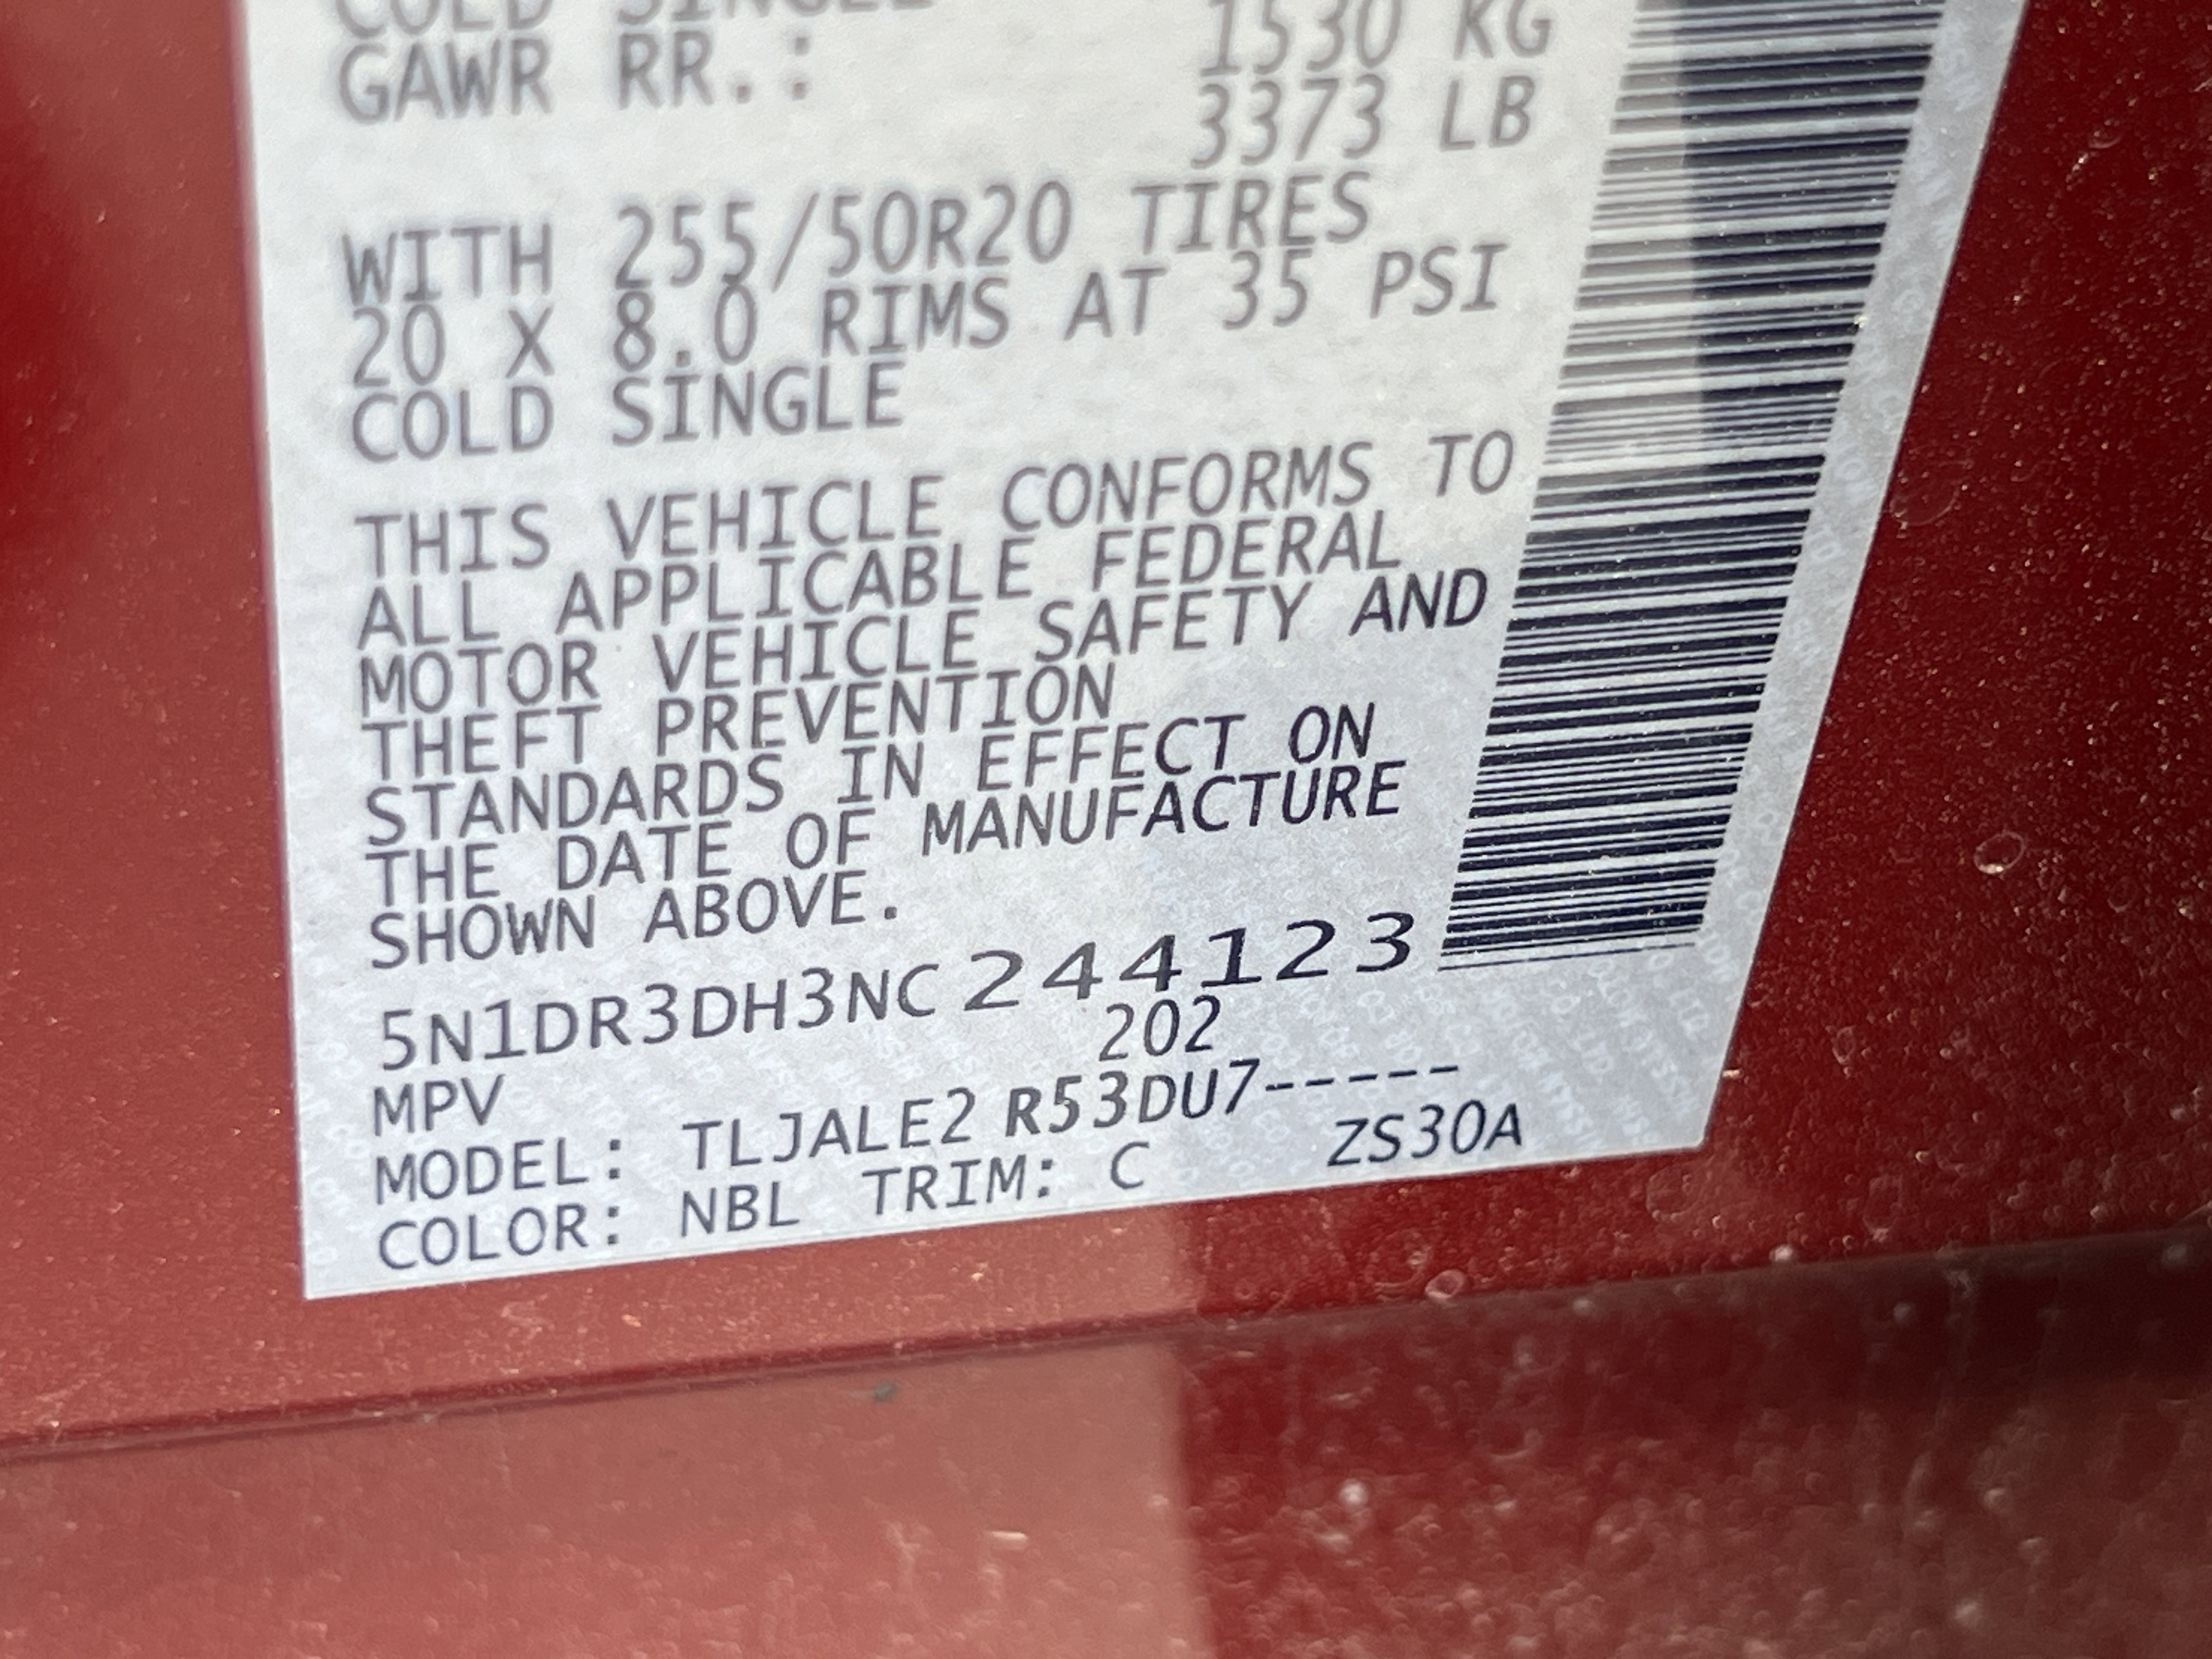 COLD SINGLE
GAWR RR.: 1530 KG
3373 LB
WITH 255/50R20 TIRES
20 X 8.0 RIMS AT 35 PSI
COLD SINGLE
THIS VEHICLE CONFORMS TO
ALL APPLICABLE FEDERAL
MOTOR VEHICLE SAFETY AND
THEFT PREVENTION
STANDARDS IN EFFECT ON
THE DATE OF MANUFACTURE
SHOWN ABOVE.
5N1DR3DH3NC244123
MPV 202
MODEL: TLJALE2 R53DU7-----
COLOR: NBL TRIM: C ZS30A